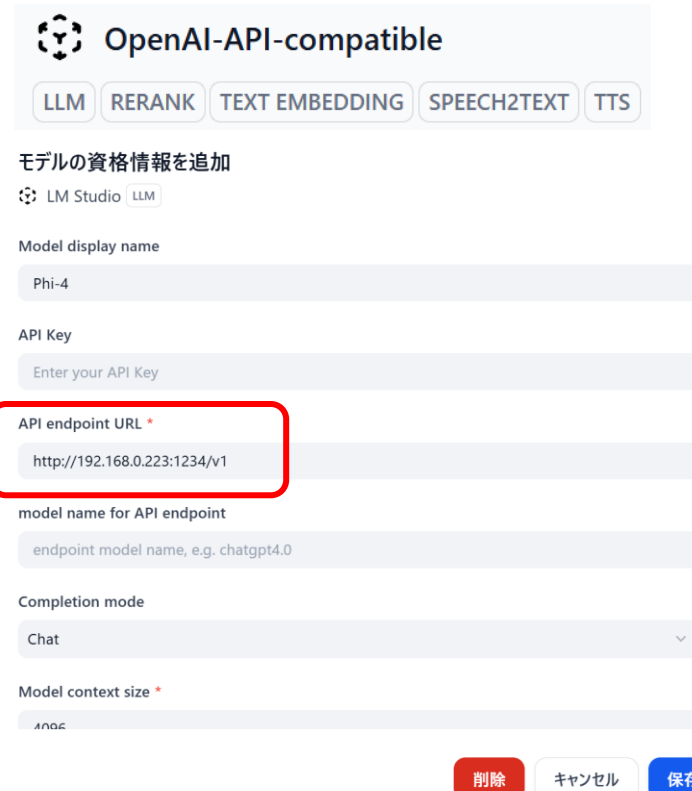 OpenAI-API-compatible
LLM RERANK TEXT EMBEDDING SPEECH2TEXT TTS
モデルの資格情報を追加
LM Studio LLM
Model display name
Phi-4
API Key
Enter your API Key
API endpoint URL *
http://192.168.0.223:1234/v1
model name for API endpoint
endpoint model name, e.g. chatgpt4.0
Completion mode
Chat
Model context size *
4096
削除 キャンセル 保存